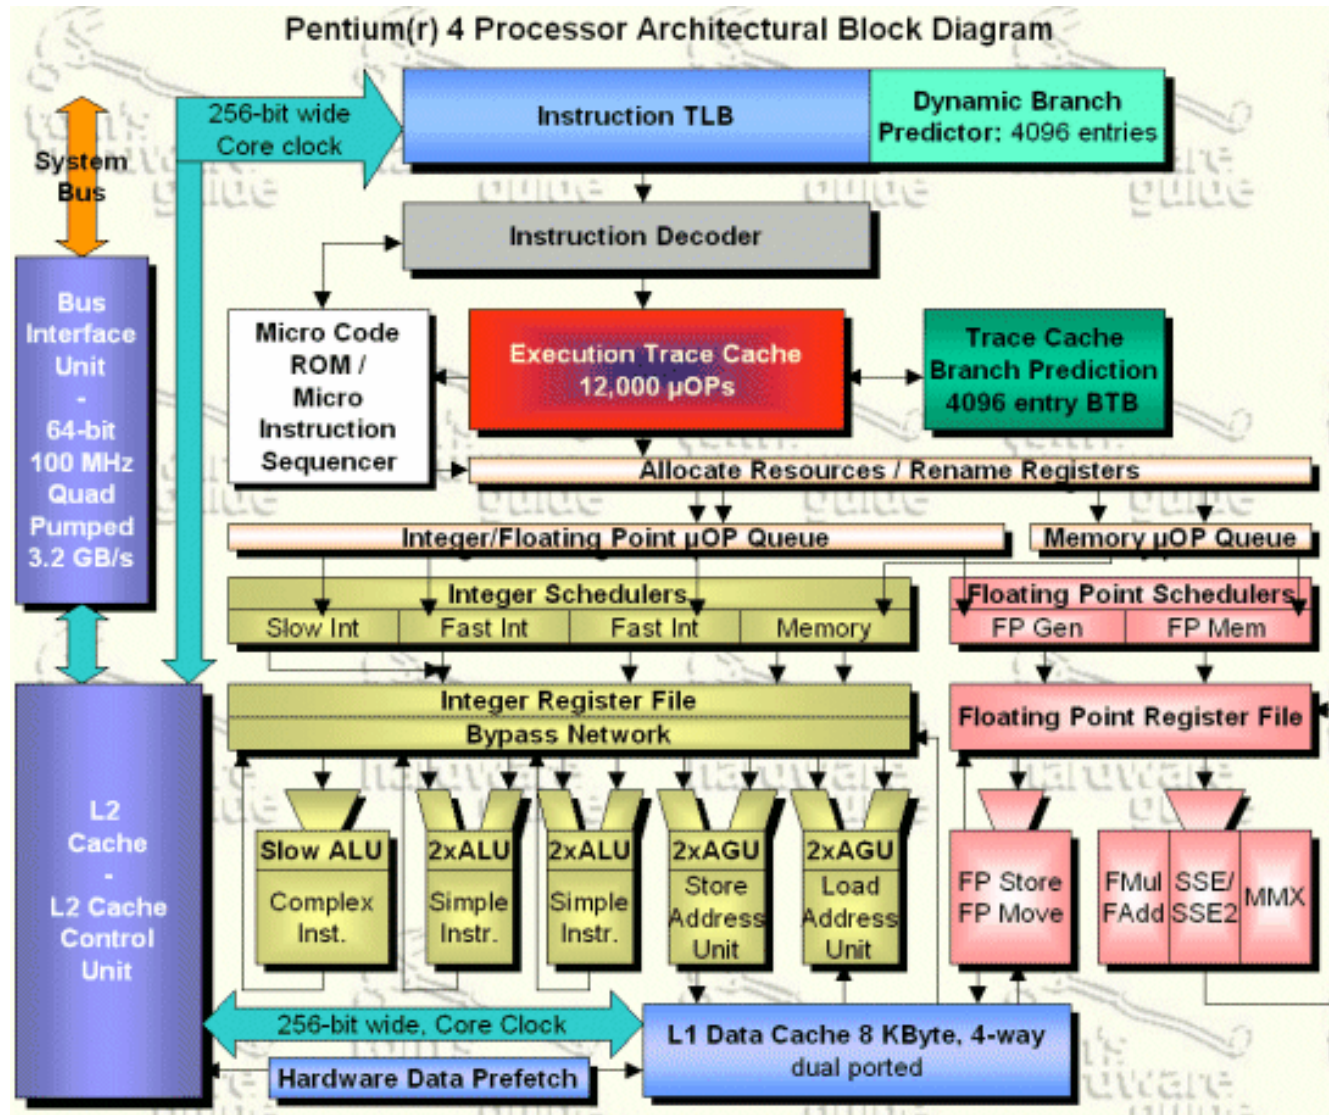 Pentium(r) 4 Processor Architectural Block Diagram
256-bit wide
Core clock
Instruction TLB
Dynamic Branch
Predictor: 4096 entries
System
Bus
Instruction Decoder
Bus
Interface
Unit
-
64-bit
100 MHz
Quad
Pumped
3.2 GB/s
Micro Code
ROM /
Micro
Instruction
Sequencer
Execution Trace Cache
12,000 µOPs
Trace Cache
Branch Prediction
4096 entry BTB
Allocate Resources / Rename Registers
Integer/Floating Point µOP Queue
Memory µOP Queue
Integer Schedulers
Slow Int
Fast Int
Fast Int
Memory
Floating Point Schedulers
FP Gen
FP Mem
Integer Register File
Bypass Network
Floating Point Register File
L2
Cache
-
L2 Cache
Control
Unit
Slow ALU
Complex
Inst.
2xALU
Simple
Instr.
2xALU
Simple
Instr.
2xAGU
Store
Address
Unit
2xAGU
Load
Address
Unit
FP Store
FP Move
FMul
FAdd
SSE/
SSE2
MMX
256-bit wide, Core Clock
L1 Data Cache 8 KByte, 4-way
dual ported
Hardware Data Prefetch
tom's
hardware
guide